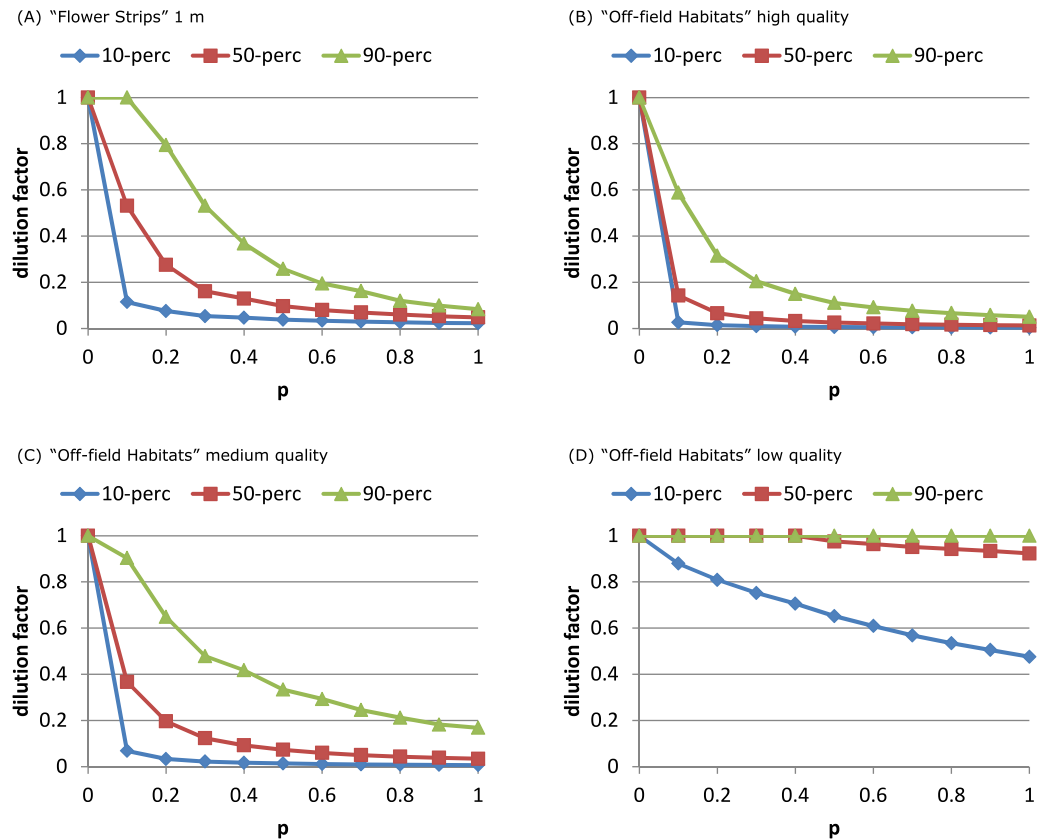 (A) “Flower Strips” 1 m
10-perc 50-perc 90-perc
1
0.8
0.6
0.4
0.2
0
dilution factor
0 0.2 0.4 0.6 0.8 1
p
(B) “Off-field Habitats” high quality
10-perc 50-perc 90-perc
1
0.8
0.6
0.4
0.2
0
dilution factor
0 0.2 0.4 0.6 0.8 1
p
(C) “Off-field Habitats” medium quality
10-perc 50-perc 90-perc
1
0.8
0.6
0.4
0.2
0
dilution factor
0 0.2 0.4 0.6 0.8 1
p
(D) “Off-field Habitats” low quality
10-perc 50-perc 90-perc
1
0.8
0.6
0.4
0.2
0
dilution factor
0 0.2 0.4 0.6 0.8 1
p